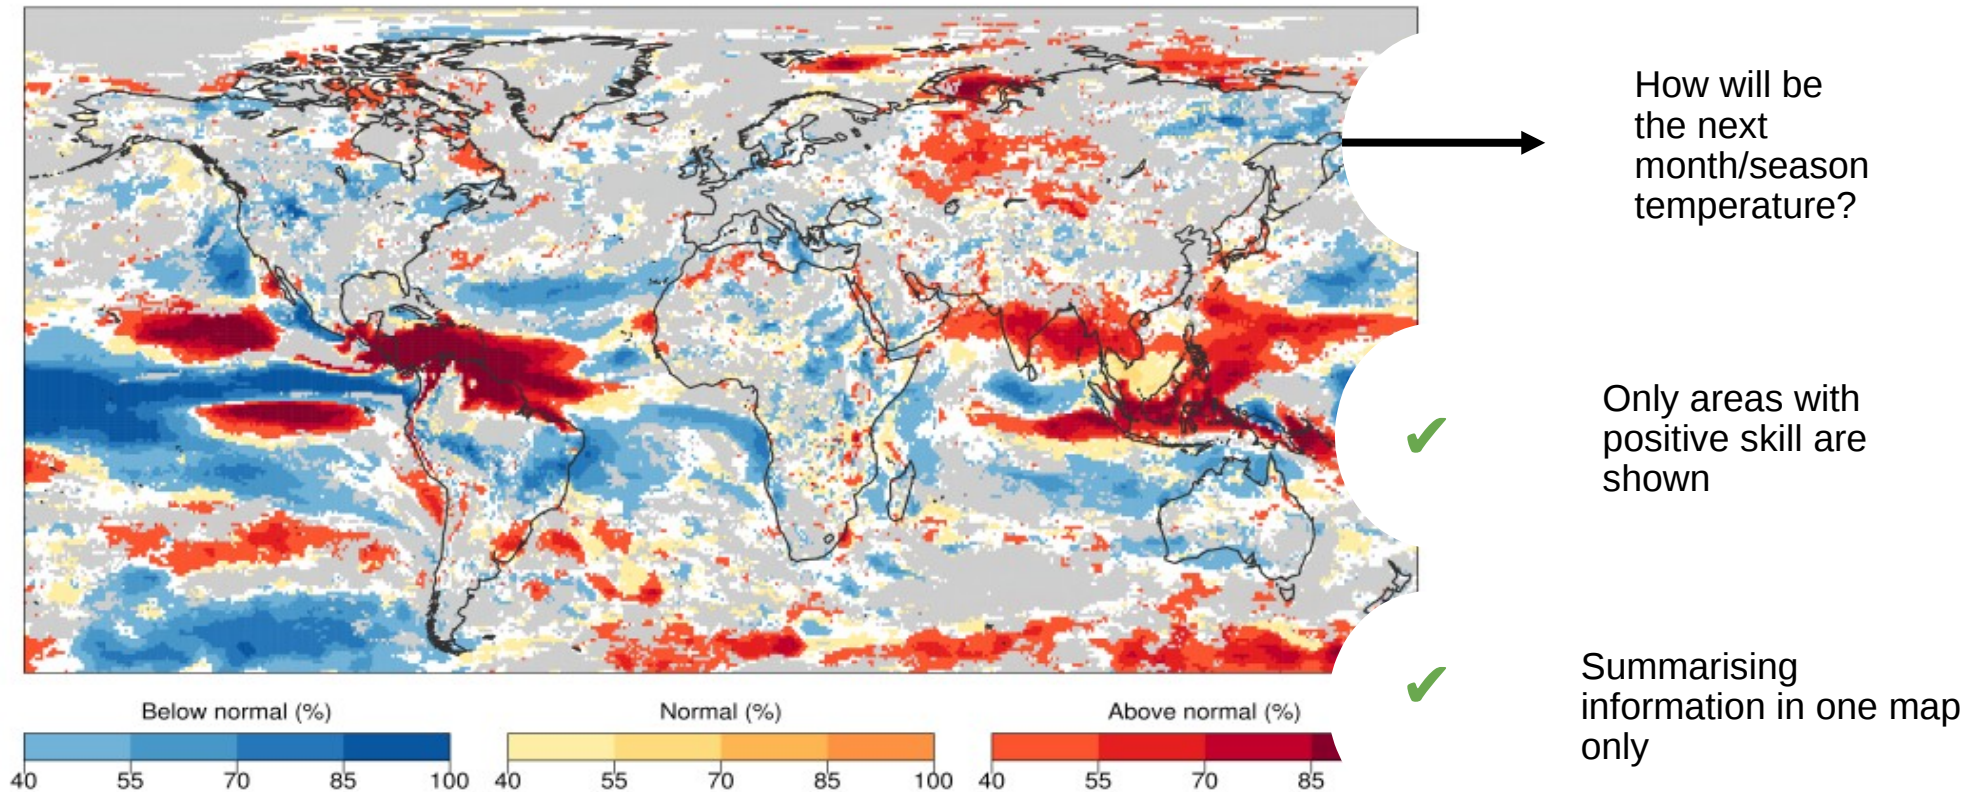 How will be
the next
month/season
temperature?
Only areas with
positive skill are
shown
Summarising
information in one map
only
Below normal (%)
40 55 70 85 100
Normal (%)
40 55 70 85 100
Above normal (%)
40 55 70 85